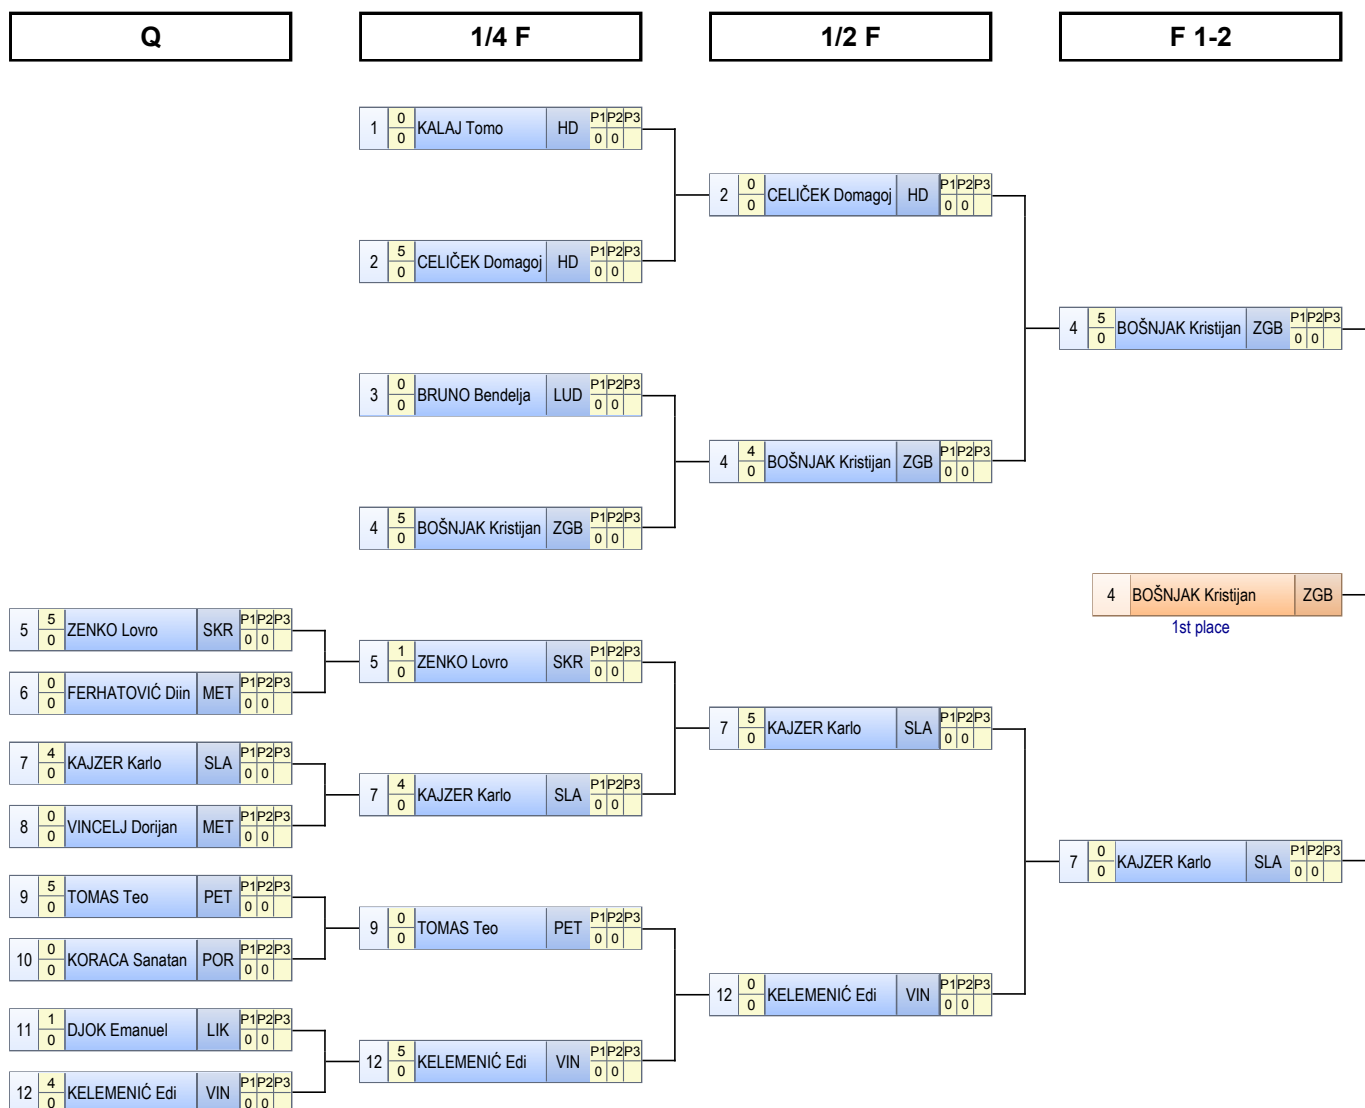 Q 1/4 F 1/2 F F 1-2
1 0 KALAJ Tomo HD P1 P2 P3
0 0 0
2 0 CELIČEK Domagoj HD P1 P2 P3
0 0 0
2 5 CELIČEK Domagoj HD P1 P2 P3
0 0 0
4 5 BOŠNJAK Kristijan ZGB P1 P2 P3
0 0 0
3 0 BRUNO Bendelja LUD P1 P2 P3
0 0 0
4 4 BOŠNJAK Kristijan ZGB P1 P2 P3
0 0 0
4 5 BOŠNJAK Kristijan ZGB P1 P2 P3
0 0 0
4 BOŠNJAK Kristijan ZGB
1st place
5 5 ZENKO Lovro SKR P1 P2 P3
0 0 0
5 1 ZENKO Lovro SKR P1 P2 P3
0 0 0
6 0 FERHATOVIĆ Diin MET P1 P2 P3
0 0 0
7 5 KAJZER Karlo SLA P1 P2 P3
0 0 0
7 4 KAJZER Karlo SLA P1 P2 P3
0 0 0
7 4 KAJZER Karlo SLA P1 P2 P3
0 0 0
8 0 VINCELJ Dorijan MET P1 P2 P3
0 0 0
7 0 KAJZER Karlo SLA P1 P2 P3
0 0 0
9 5 TOMAS Teo PET P1 P2 P3
0 0 0
9 0 TOMAS Teo PET P1 P2 P3
0 0 0
10 0 KORACA Sanatan POR P1 P2 P3
0 0 0
12 0 KELEMENIĆ Edi VIN P1 P2 P3
0 0 0
11 1 DJOK Emanuel LIK P1 P2 P3
0 0 0
12 5 KELEMENIĆ Edi VIN P1 P2 P3
0 0 0
12 4 KELEMENIĆ Edi VIN P1 P2 P3
0 0 0